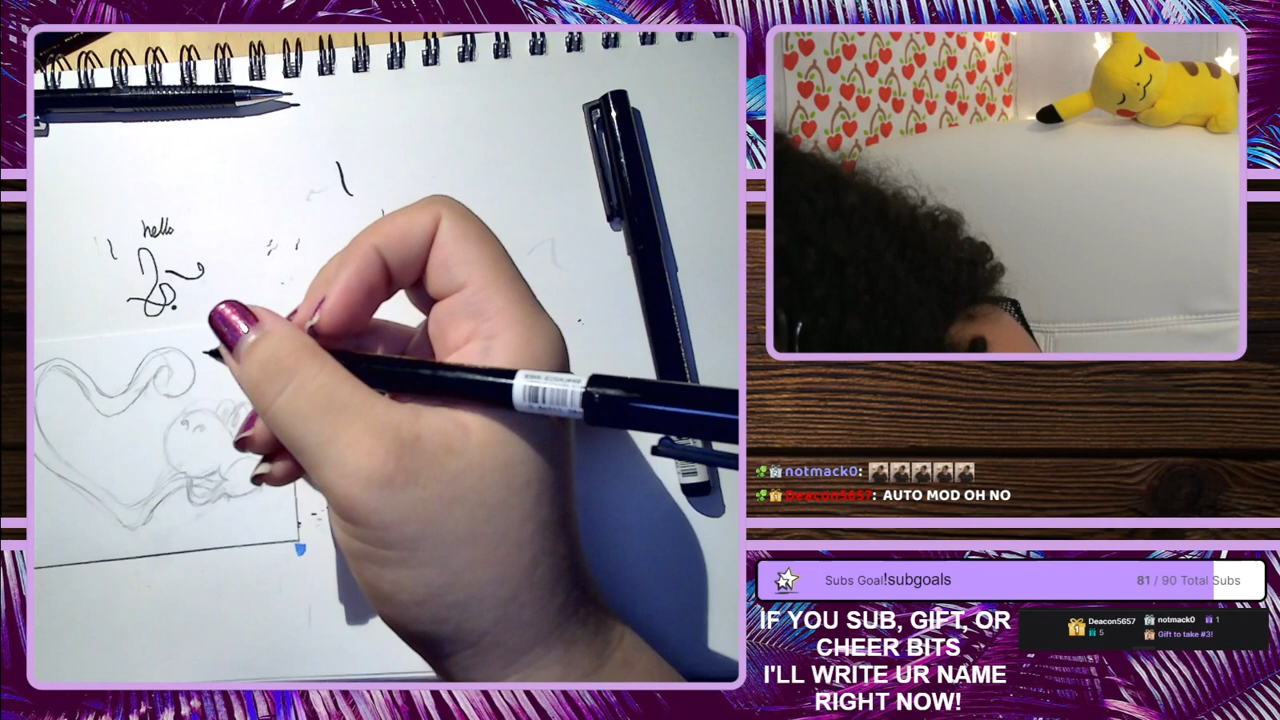 hello
notmack0:
Deacon5657: AUTO MOD OH NO
Subs Goal!subgoals 81 / 90 Total Subs
IF YOU SUB, GIFT, OR
CHEER BITS
I'LL WRITE UR NAME
RIGHT NOW!
1 Deacon5657 5
notmack0 1
Gift to take #3!